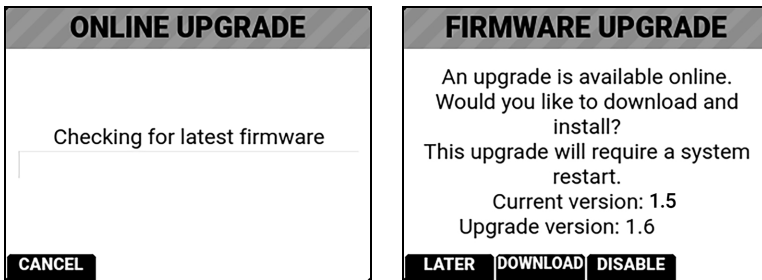 ONLINE UPGRADE
Checking for latest firmware
CANCEL
FIRMWARE UPGRADE
An upgrade is available online.
Would you like to download and
install?
This upgrade will require a system
restart.
Current version: 1.5
Upgrade version: 1.6
LATER DOWNLOAD DISABLE